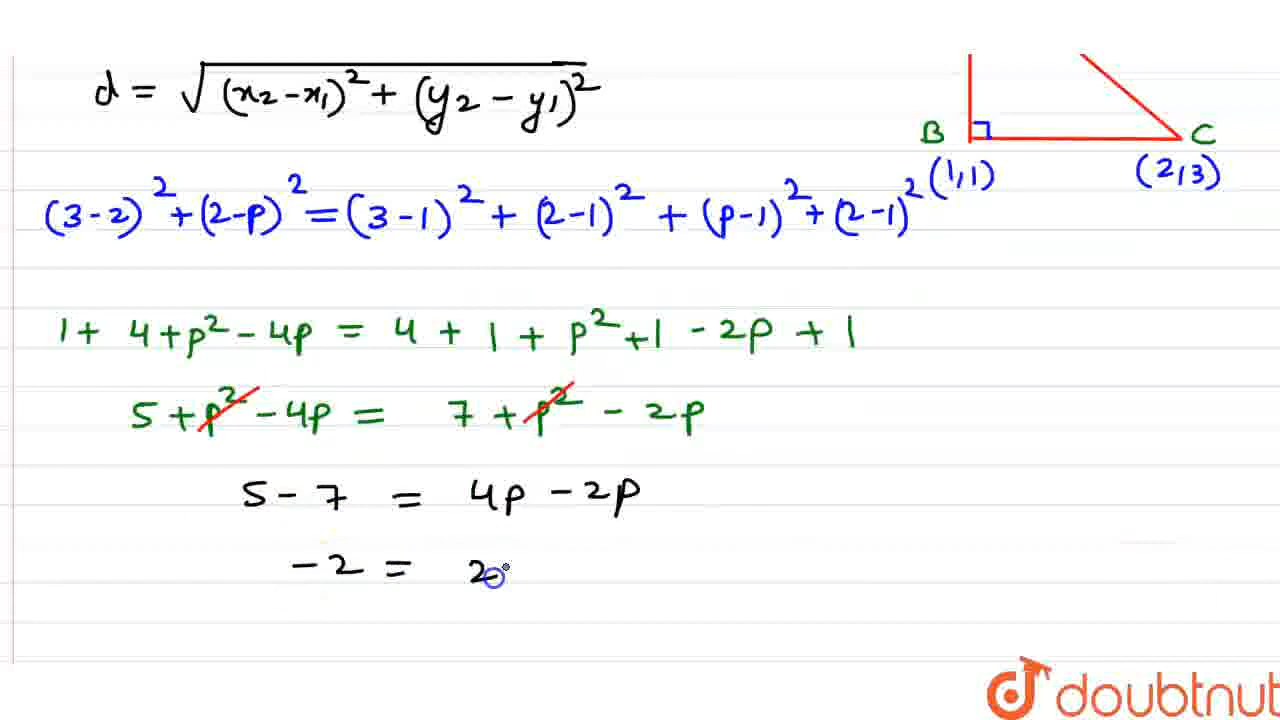 d = √(x₂-x₁)² + (y₂ - y₁)²
B
C
(1,1)
(2,3)
(3-2)² + (2-p)² = (3-1)² + (2-1)² + (p-1)² + (2-1)²
1 + 4 + p² - 4p = 4 + 1 + p² + 1 - 2p + 1
5 + p² - 4p = 7 + p² - 2p
5 - 7 = 4p - 2p
-2 = 2
doubtnut